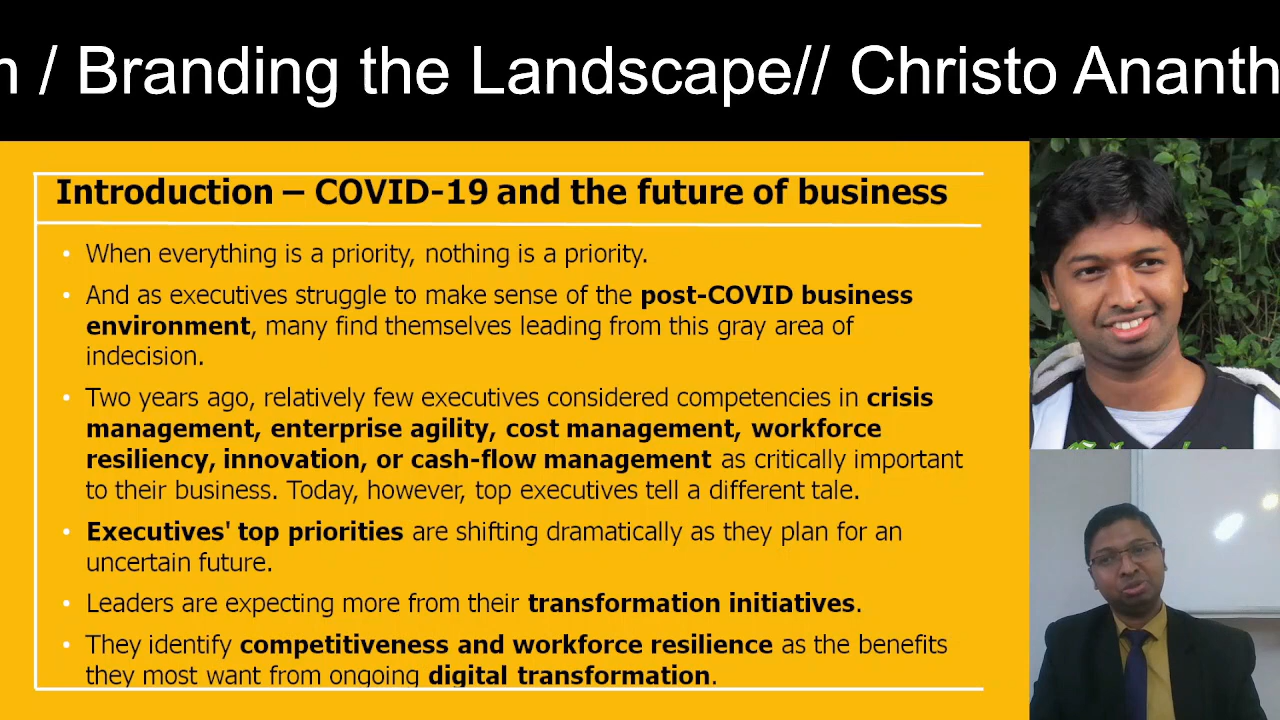 / Branding the Landscape// Christo Ananth
Introduction – COVID-19 and the future of business
• When everything is a priority, nothing is a priority.
• And as executives struggle to make sense of the post-COVID business
environment, many find themselves leading from this gray area of
indecision.
• Two years ago, relatively few executives considered competencies in crisis
management, enterprise agility, cost management, workforce
resiliency, innovation, or cash-flow management as critically important
to their business. Today, however, top executives tell a different tale.
• Executives' top priorities are shifting dramatically as they plan for an
uncertain future.
• Leaders are expecting more from their transformation initiatives.
• They identify competitiveness and workforce resilience as the benefits
they most want from ongoing digital transformation.